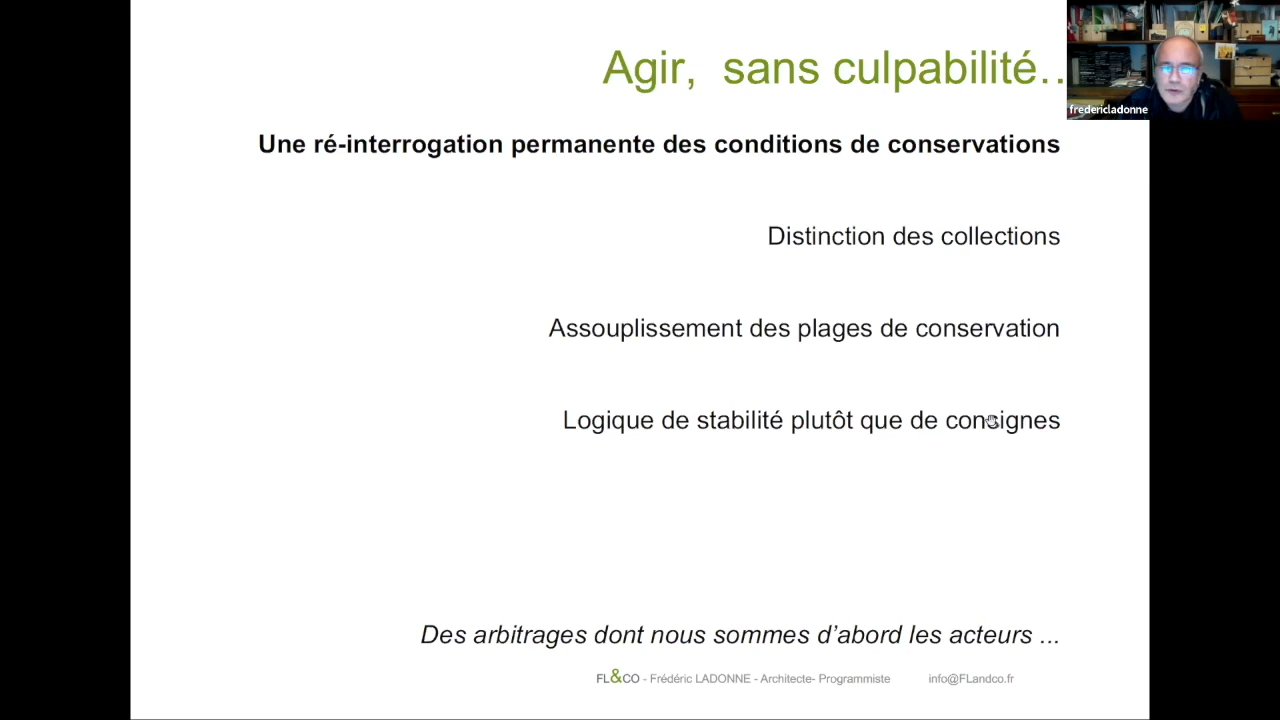 Agir, sans culpabilité..
fredericladonne
Une ré-interrogation permanente des conditions de conservations
Distinction des collections
Assouplissement des plages de conservation
Logique de stabilité plutôt que de consignes
Des arbitrages dont nous sommes d’abord les acteurs ...
FL&CO - Frédéric LADONNE - Architecte- Programmiste info@FLandco.fr